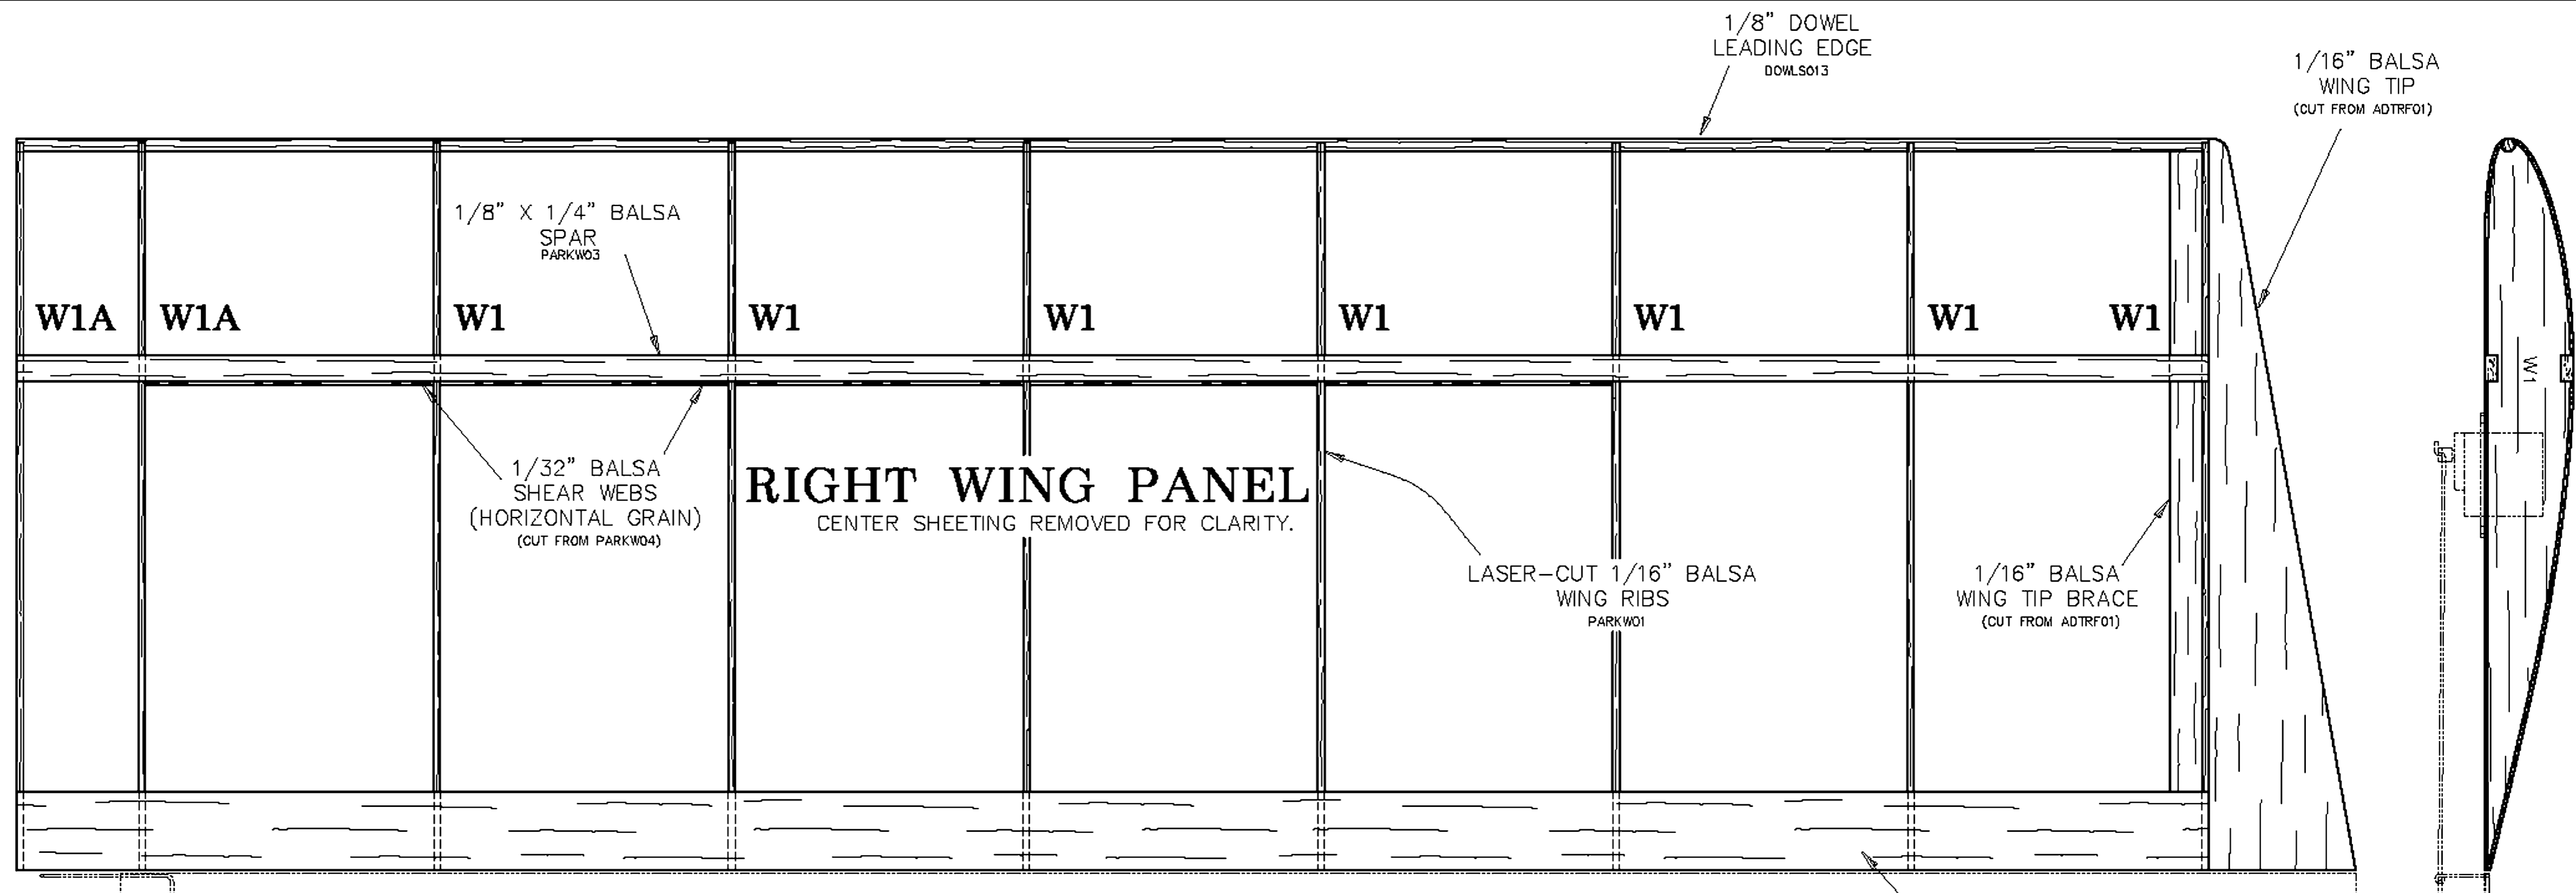 1/8" DOWEL
LEADING EDGE
DOWLS013
1/16" BALSA
WING TIP
(CUT FROM ADTRF01)
1/8" X 1/4" BALSA
SPAR
PARKW03
W1A W1A W1 W1 W1 W1 W1 W1 W1
W1
1/32" BALSA
SHEAR WEBS
(HORIZONTAL GRAIN)
(CUT FROM PARKW04)
RIGHT WING PANEL
CENTER SHEETING REMOVED FOR CLARITY.
LASER-CUT 1/16" BALSA
WING RIBS
PARKW01
1/16" BALSA
WING TIP BRACE
(CUT FROM ADTRF01)